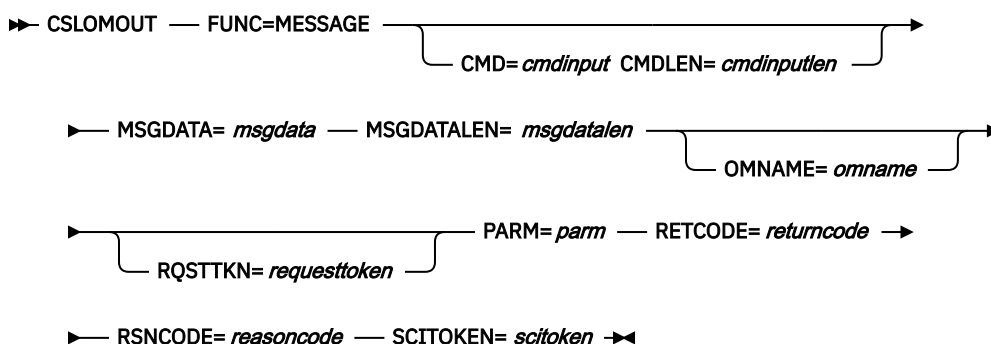 CSLOMOUT FUNC=MESSAGE
CMD= cmdinput CMDLEN= cmdinputlen
MSGDATA= msgdata MSGDATALEN= msgdatalen
OMNAME= omname
RQSTTKN= requesttoken
PARM= parm RETCODE= returncode
RSNCODE= reasoncode SCITOKEN= scitoken